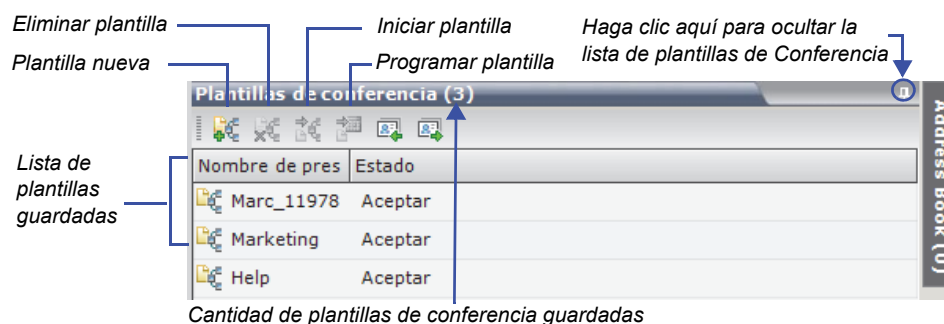 Eliminar plantilla
Iniciar plantilla
Haga clic aquí para ocultar la
lista de plantillas de Conferencia
Plantilla nueva
Programar plantilla
Plantillas de conferencia (3)
Lista de
plantillas
guardadas
Nombre de pres Estado
Marc_11978 Aceptar
Marketing Aceptar
Help Aceptar
Address Book (0)
Cantidad de plantillas de conferencia guardadas